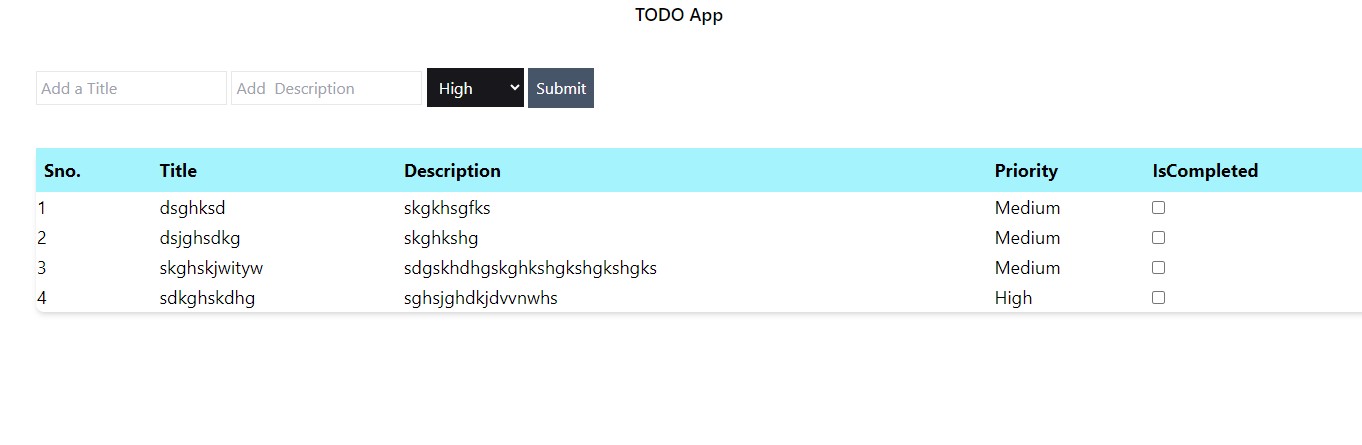 TODO App
Add a Title Add  Description High Submit
Sno. Title Description Priority IsCompleted
1 dsghksd skgkhsgfks Medium
2 dsjghsdkg skghkshg Medium
3 skghskjwityw sdgskhdhgskghkshgkshgkshgks Medium
4 sdkghskdhg sghsjghdkjdvvnwhs High